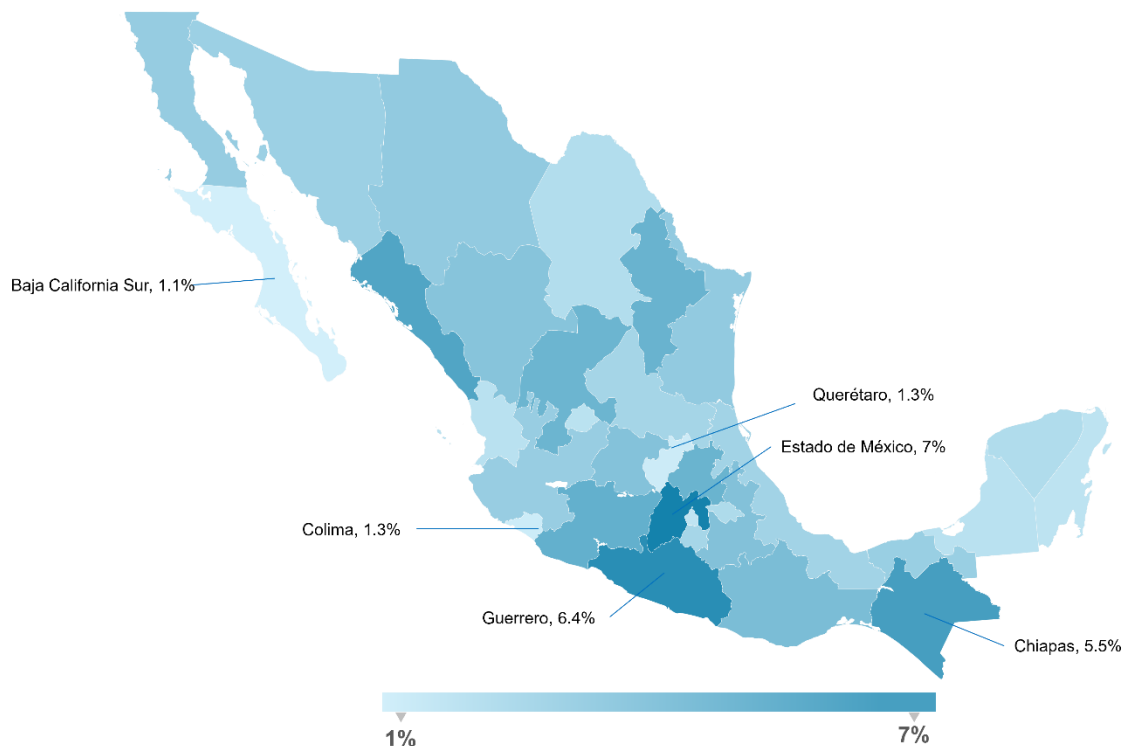 Baja California Sur, 1.1%
Querétaro, 1.3%
Estado de México, 7%
Colima, 1.3%
Guerrero, 6.4%
Chiapas, 5.5%
1%
7%